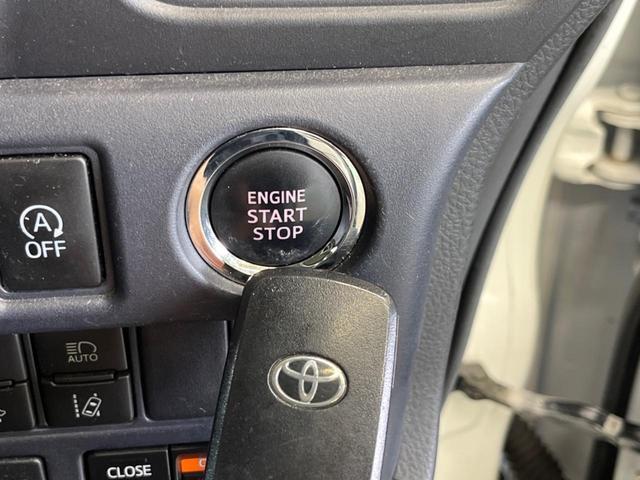 ENGINE
START
STOP
A
OFF
AUTO
CLOSE